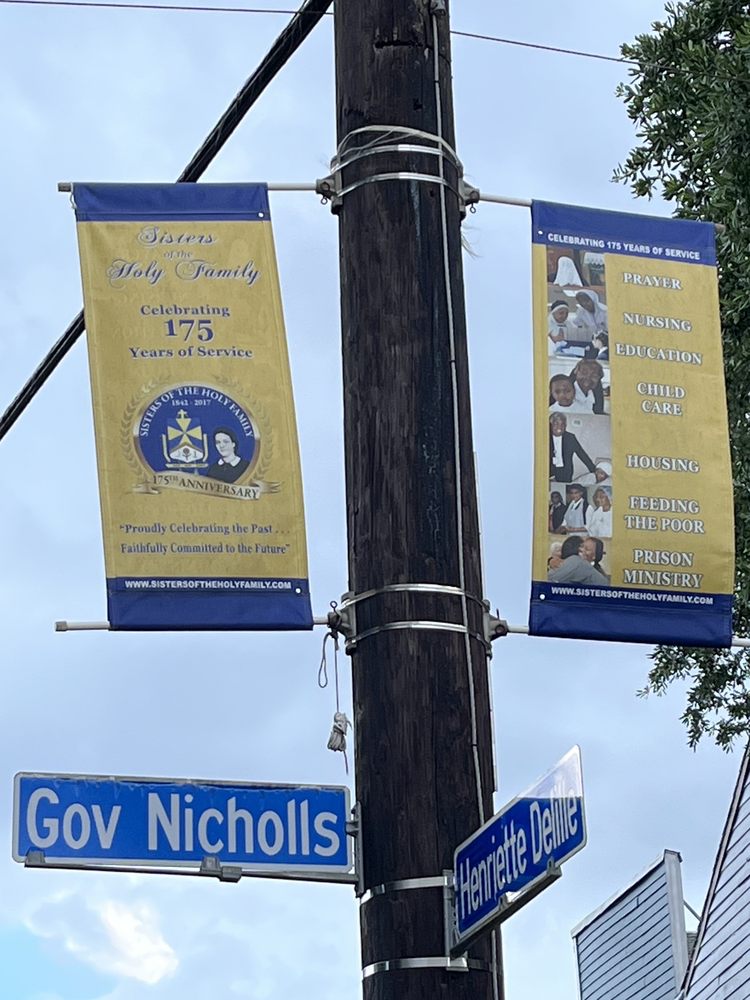 Sisters
of the
Holy Family
Celebrating
175
Years of Service
SISTERS OF THE HOLY FAMILY
1842 - 2017
175TH ANNIVERSARY
"Proudly Celebrating the Past . . .
Faithfully Committed to the Future"
WWW.SISTERSOFTHEHOLYFAMILY.COM
CELEBRATING 175 YEARS OF SERVICE
PRAYER
NURSING
EDUCATION
CHILD
CARE
HOUSING
FEEDING
THE POOR
PRISON
MINISTRY
WWW.SISTERSOFTHEHOLYFAMILY.COM
Gov Nicholls
Henriette Delille